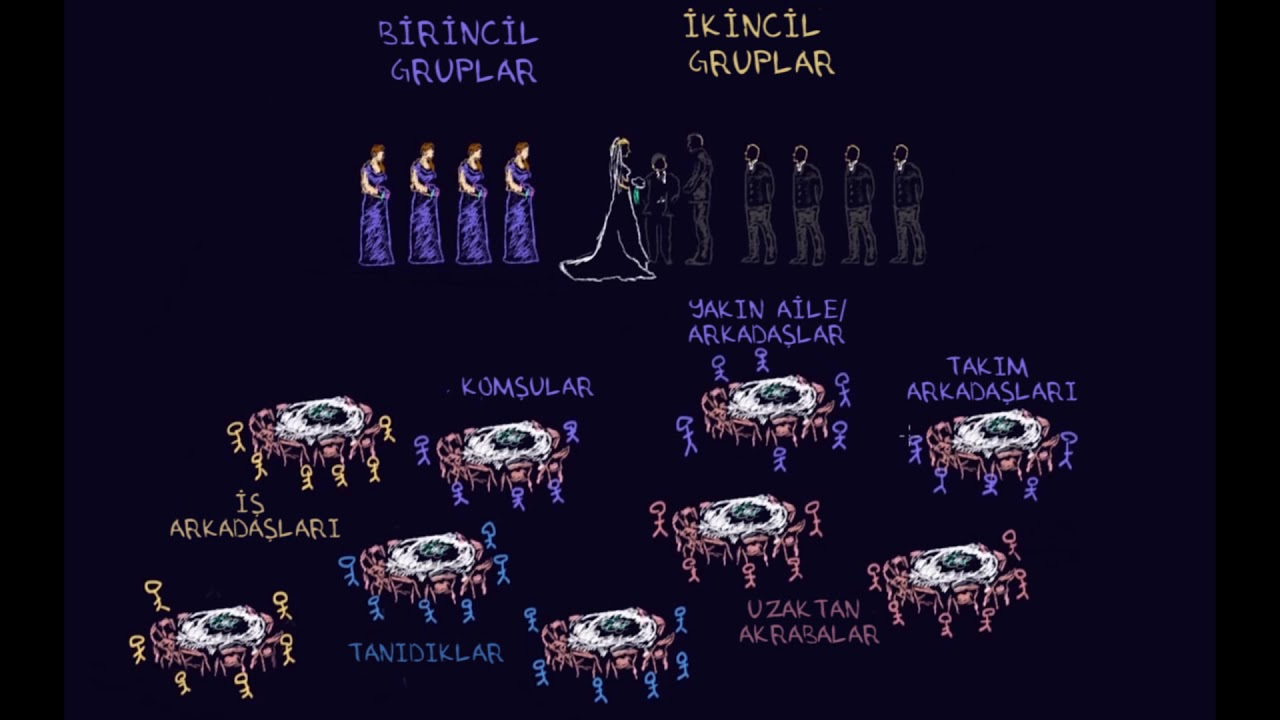 BİRİNCİL
GRUPLAR
İKİNCİL
GRUPLAR
YAKIN AİLE/
ARKADAŞLAR
TAKIM
ARKADAŞLARI
KOMŞULAR
İŞ
ARKADAŞLARI
UZAKTAN
AKRABALAR
TANIDIKLAR